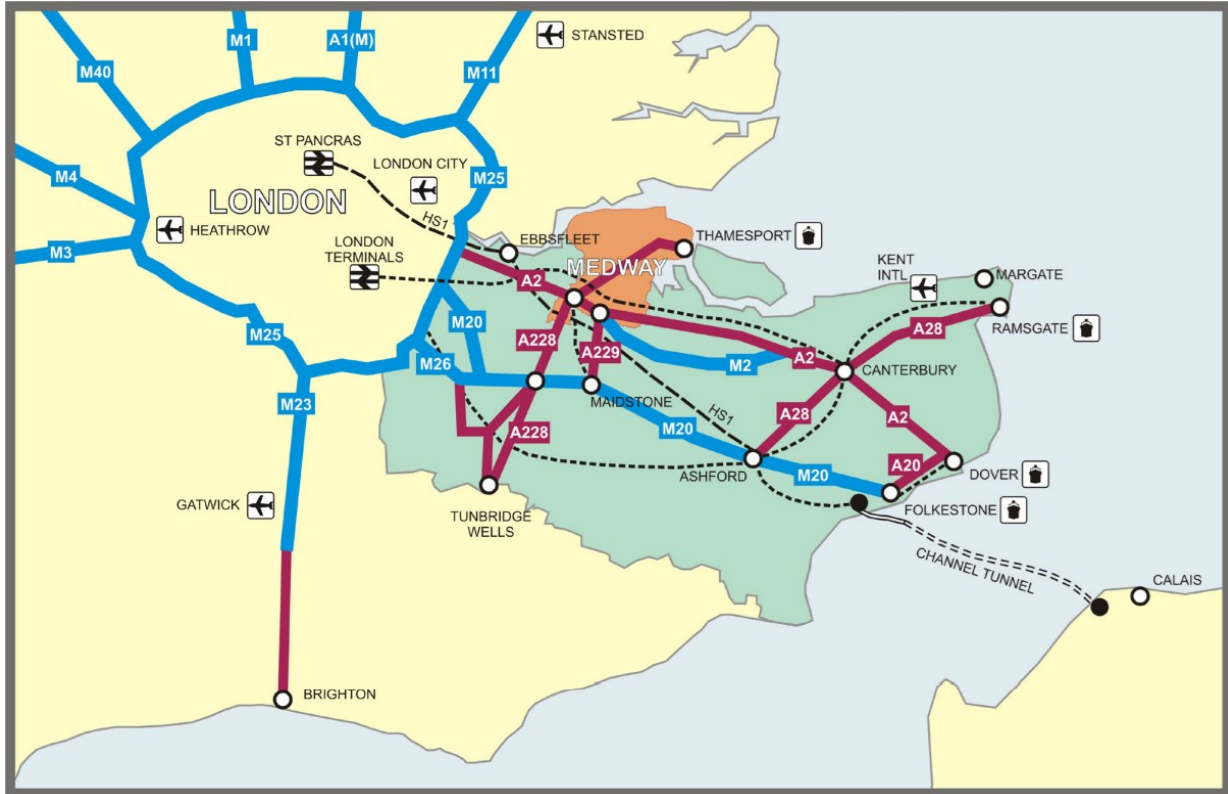 M1
A1(M)
STANSTED
M40
M11
ST PANCRAS
LONDON CITY
M4
M25
LONDON
HS1
HEATHROW
M3
LONDON
TERMINALS
EBBSFLEET
THAMESPORT
MEDWAY
KENT
INTL
MARGATE
A2
RAMSGATE
M20
A28
M25
A228
A229
M2
A2
M26
CANTERBURY
MAIDSTONE
M23
HS1
A28
A2
A228
M20
ASHFORD
M20
A20
DOVER
GATWICK
TUNBRIDGE
WELLS
FOLKESTONE
CHANNEL TUNNEL
CALAIS
BRIGHTON